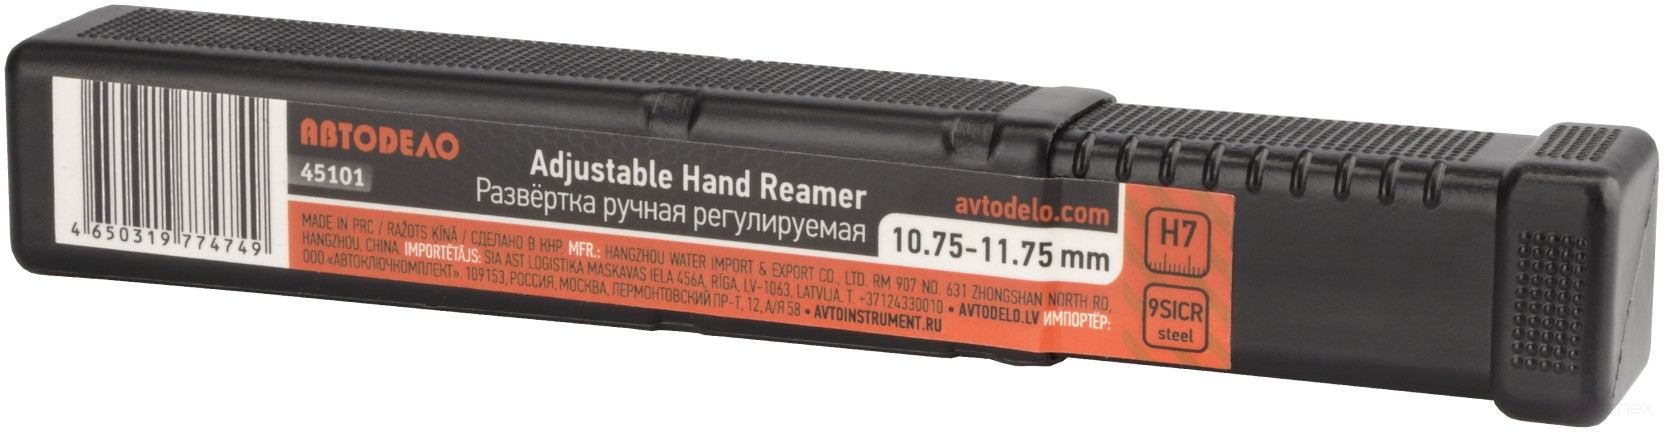 АВТОDЕЛО
45101
Adjustable Hand Reamer
Развёртка ручная регулируемая
avtodelo.com
10.75-11.75 mm
H7
9SICR
steel
MADE IN PRC / RAŽOTS ĶĪNĀ / СДЕЛАНО В КНР. MFR.: HANGZHOU WATER IMPORT & EXPORT CO., LTD. RM 907 NO. 631 ZHONGSHAN NORTH RD,
HANGZHOU, CHINA. IMPORTĒTĀJS: SIA AST LOGISTIKA MASKAVAS IELA 456A, RĪGA, LV-1063, LATVIJA. T. +37124330010 • AVTODELO.LV ИМПОРТЁР:
ООО «АВТОКЛЮЧКОМПЛЕКТ». 109153, РОССИЯ, МОСКВА, ЛЕРМОНТОВСКИЙ ПР-Т, 12, А/Я 58 • AVTOINSTRUMENT.RU
4 650319 774749